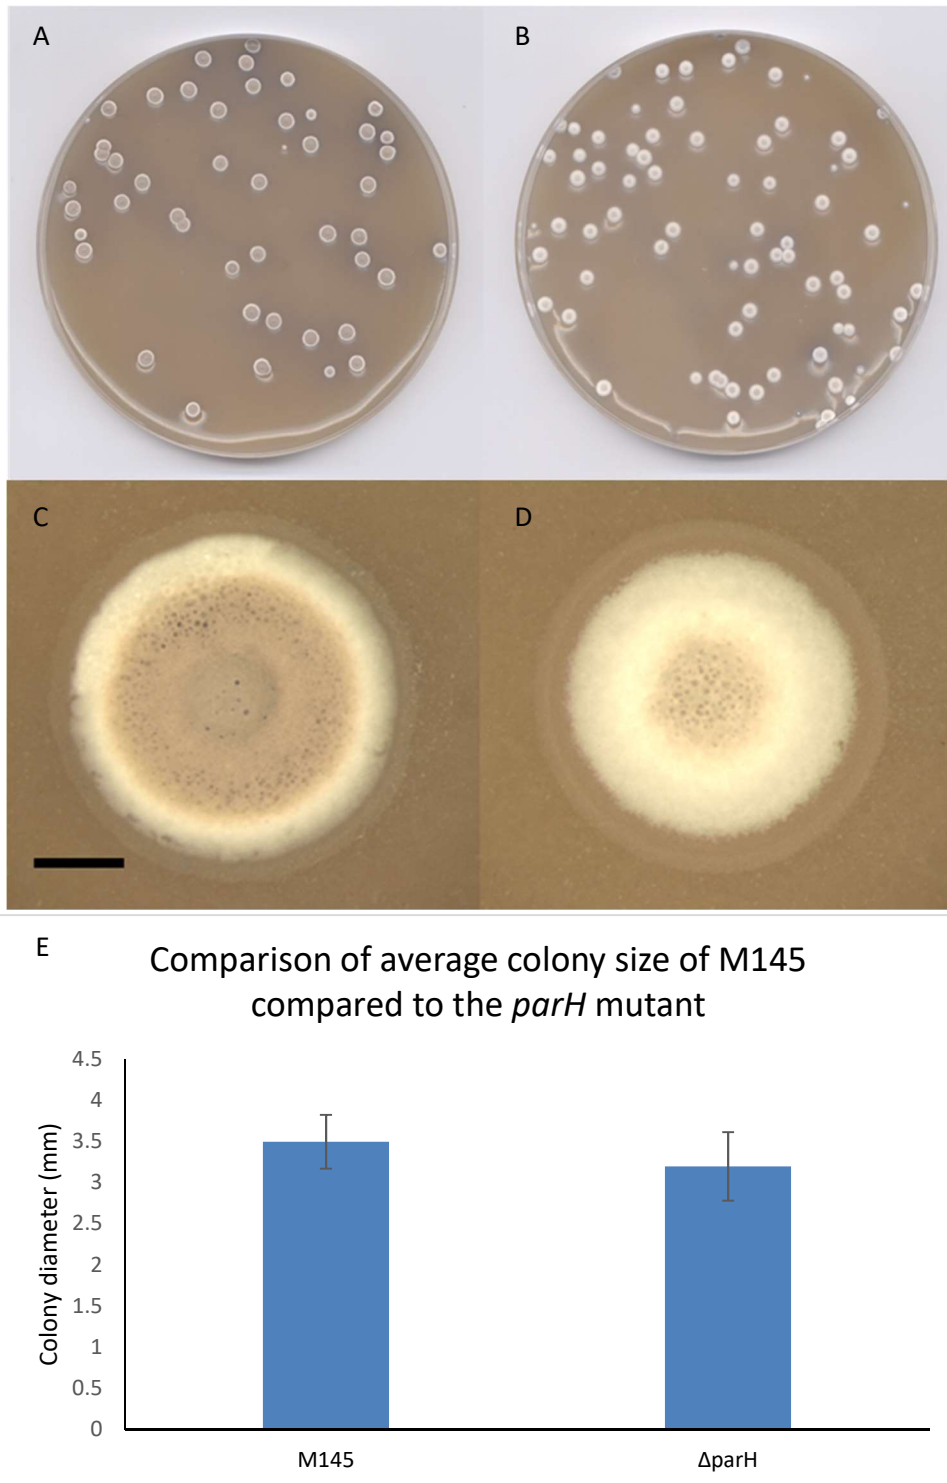 A
B
C
D
E
Comparison of average colony size of M145
compared to the parH mutant
Colony diameter (mm)
4.5
4
3.5
3
2.5
2
1.5
1
0.5
0
M145
ΔparH